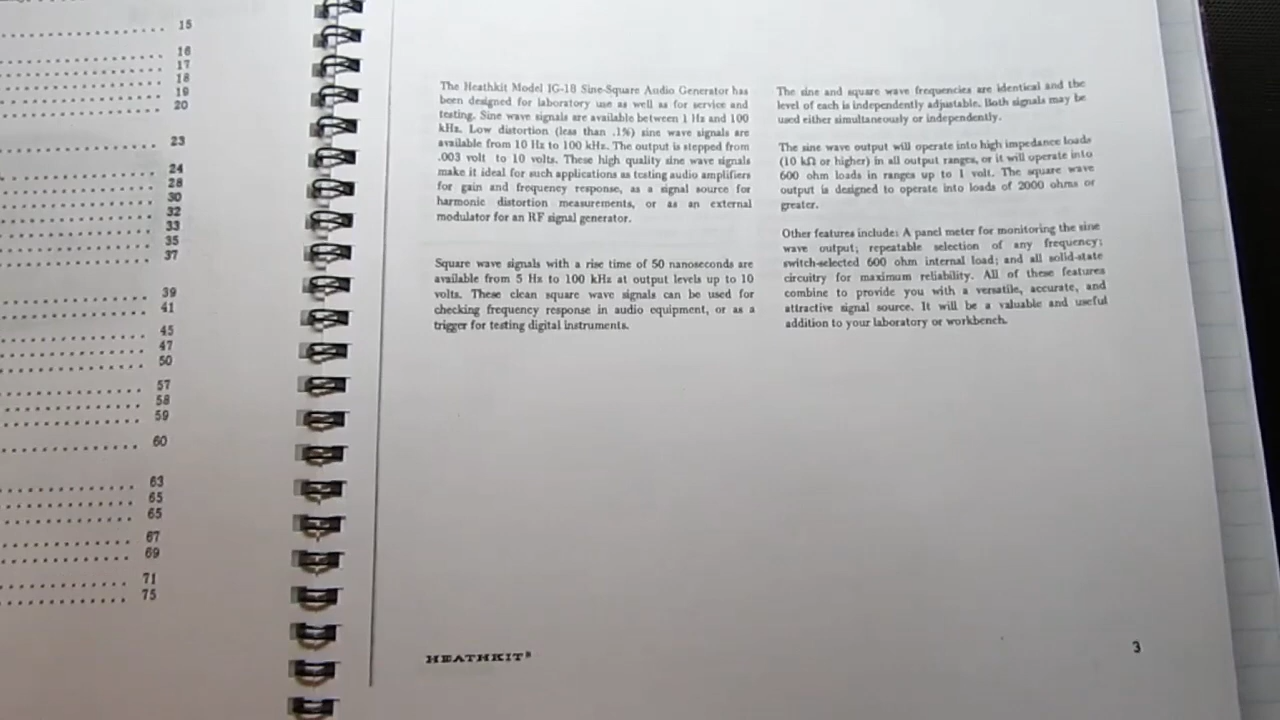 15
16
17
18
19
20
23
24
28
30
32
33
35
37
39
41
45
47
50
57
58
59
60
63
65
65
67
69
71
75
The Heathkit Model IG-18 Sine-Square Audio Generator has
been designed for laboratory use as well as for service and
testing. Sine wave signals are available between 1 Hz and 100
kHz. Low distortion (less than .1%) sine wave signals are
available from 10 Hz to 100 kHz. The output is stepped from
.003 volt to 10 volts. These high quality sine wave signals
make it ideal for such applications as testing audio amplifiers
for gain and frequency response, as a signal source for
harmonic distortion measurements, or as an external
modulator for an RF signal generator.
Square wave signals with a rise time of 50 nanoseconds are
available from 5 Hz to 100 kHz at output levels up to 10
volts. These clean square wave signals can be used for
checking frequency response in audio equipment, or as a
trigger for testing digital instruments.
The sine and square wave frequencies are identical and the
level of each is independently adjustable. Both signals may be
used either simultaneously or independently.
The sine wave output will operate into high impedance loads
(10 kΩ or higher) in all output ranges, or it will operate into
600 ohm loads in ranges up to 1 volt. The square wave
output is designed to operate into loads of 2000 ohms or
greater.
Other features include: A panel meter for monitoring the sine
wave output; repeatable selection of any frequency;
switch-selected 600 ohm internal load; and all solid-state
circuitry for maximum reliability. All of these features
combine to provide you with a versatile, accurate, and
attractive signal source. It will be a valuable and useful
addition to your laboratory or workbench.
HEATHKIT®
3